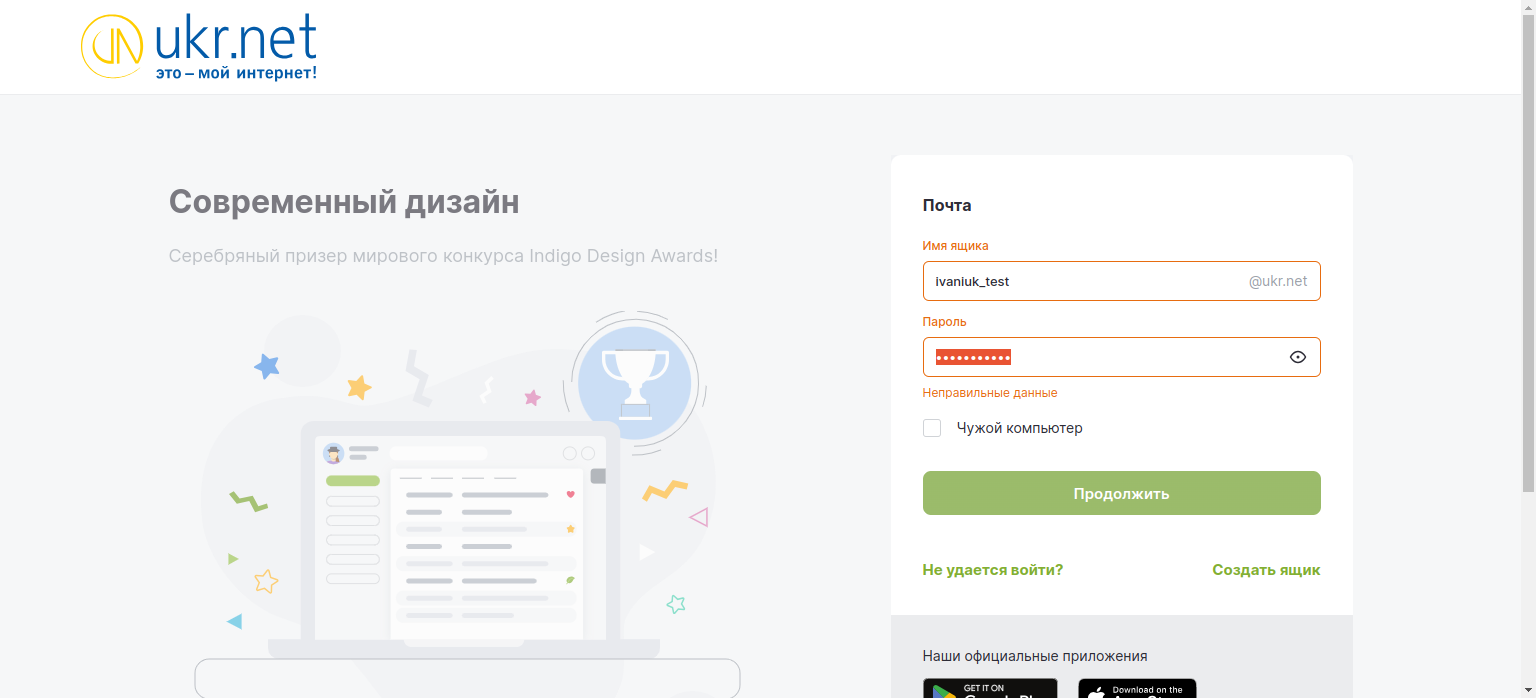 ukr.net
это – мой интернет!
Современный дизайн
Серебряный призер мирового конкурса Indigo Design Awards!
Почта
Имя ящика
ivaniuk_test @ukr.net
Пароль
•••••••••••
Неправильные данные
Чужой компьютер
Продолжить
Не удается войти? Создать ящик
Наши официальные приложения
GET IT ON Download on the